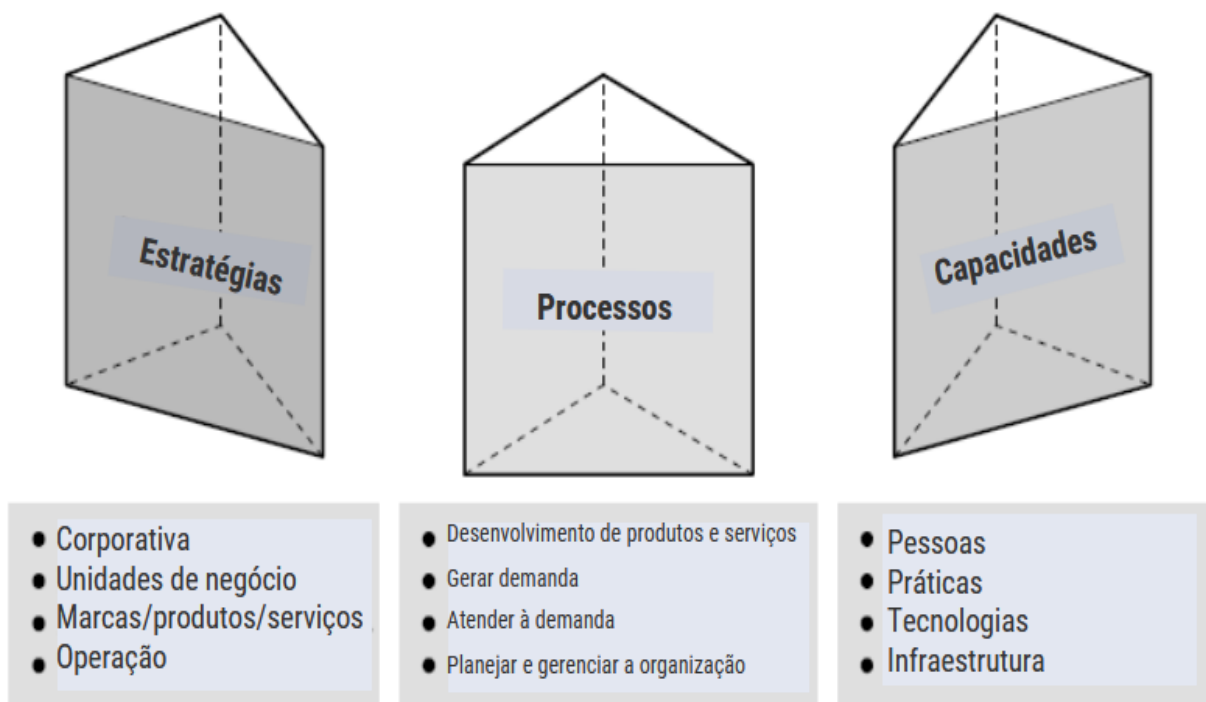 Estratégias
Processos
Capacidades
Corporativa
Unidades de negócio
Marcas/produtos/serviços
Operação
Desenvolvimento de produtos e serviços
Gerar demanda
Atender à demanda
Planejar e gerenciar a organização
Pessoas
Práticas
Tecnologias
Infraestrutura